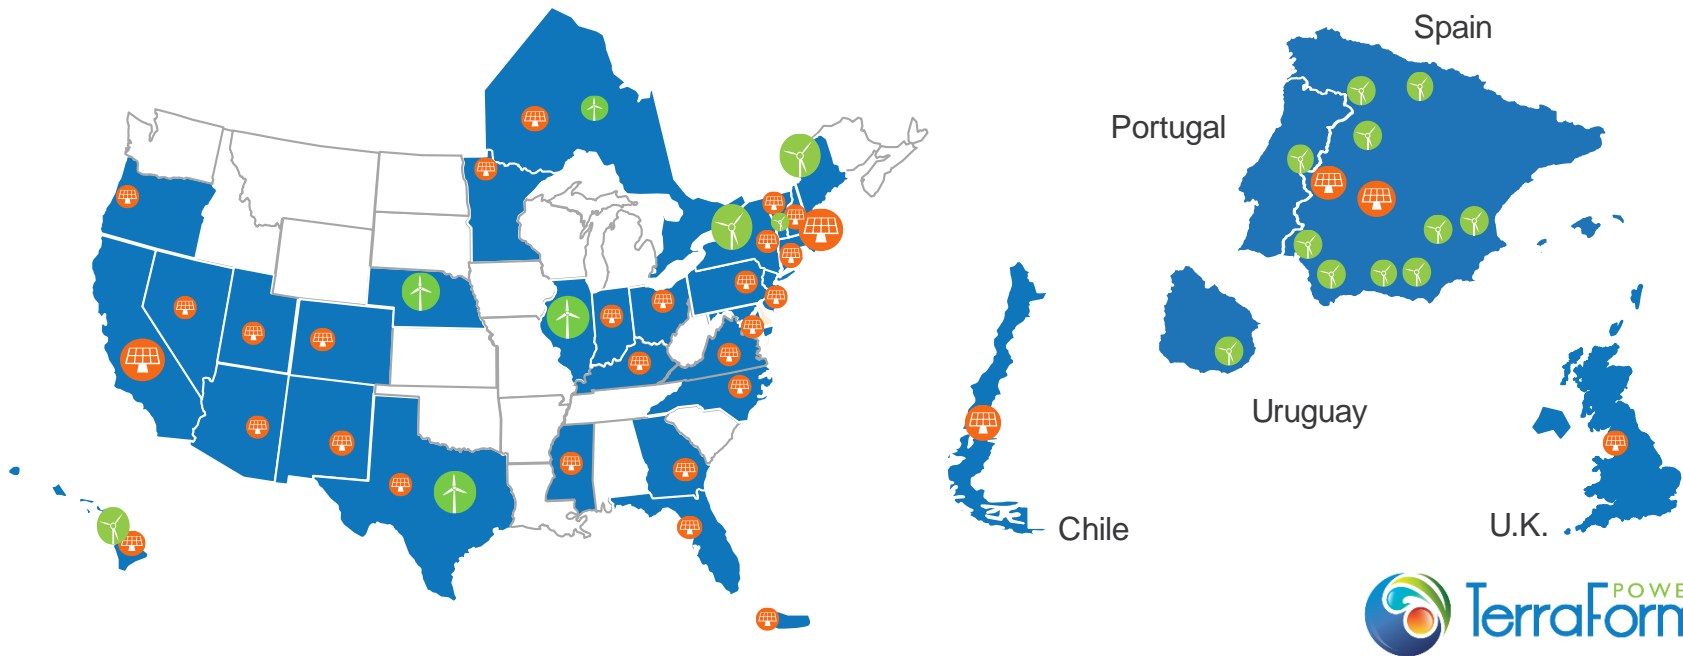 Spain
Portugal
Uruguay
Chile
U.K.
POWE
TerraForm